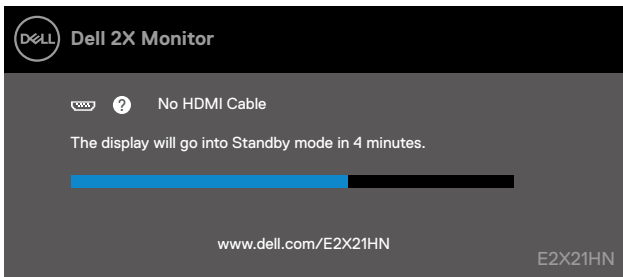 DELL Dell 2X Monitor
? No HDMI Cable
The display will go into Standby mode in 4 minutes.
www.dell.com/E2X21HN
E2X21HN